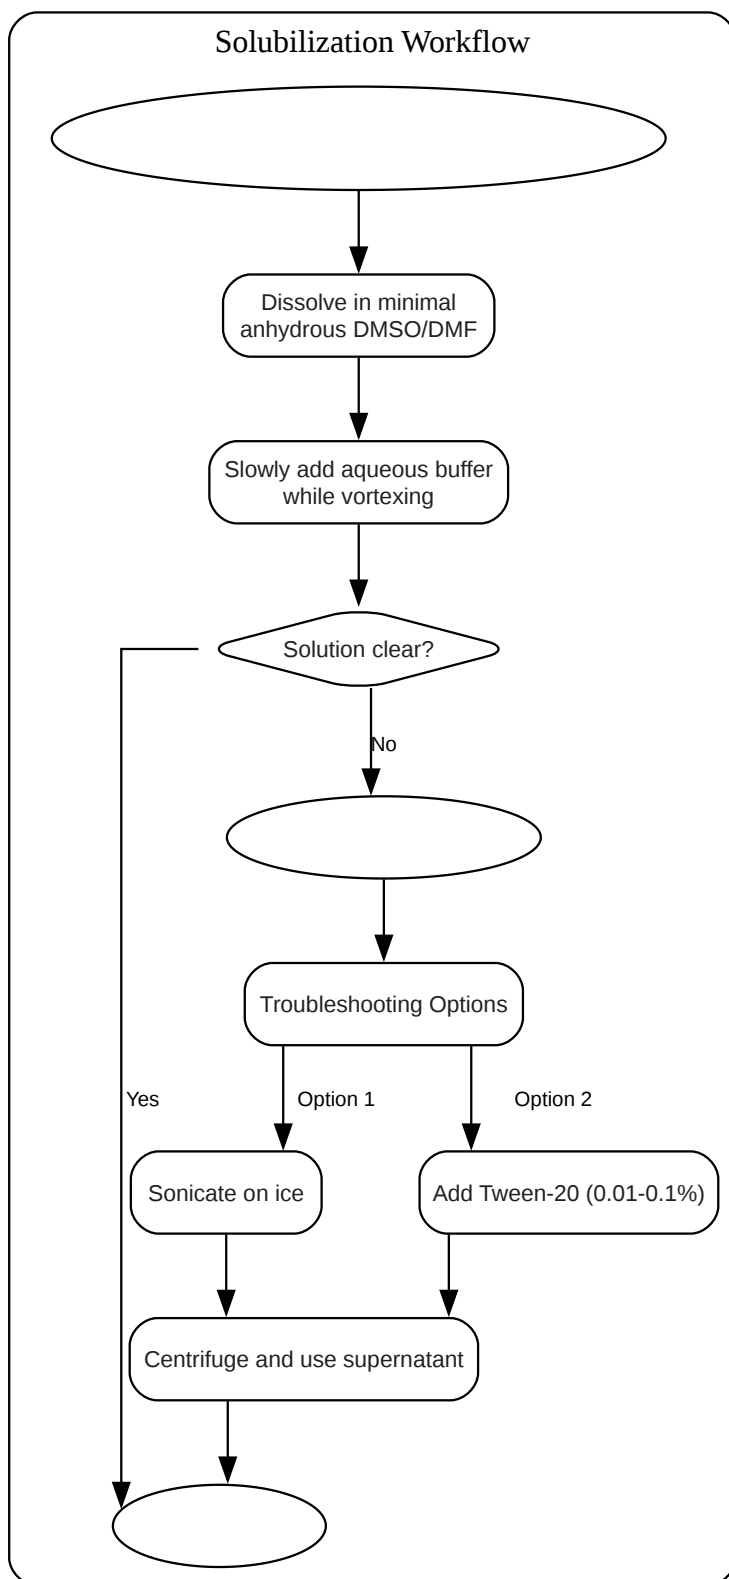 Solubilization Workflow
Dissolve in minimal
anhydrous DMSO/DMF
Slowly add aqueous buffer
while vortexing
Solution clear?
No
Troubleshooting Options
Yes
Option 1
Option 2
Sonicate on ice
Add Tween-20 (0.01-0.1%)
Centrifuge and use supernatant